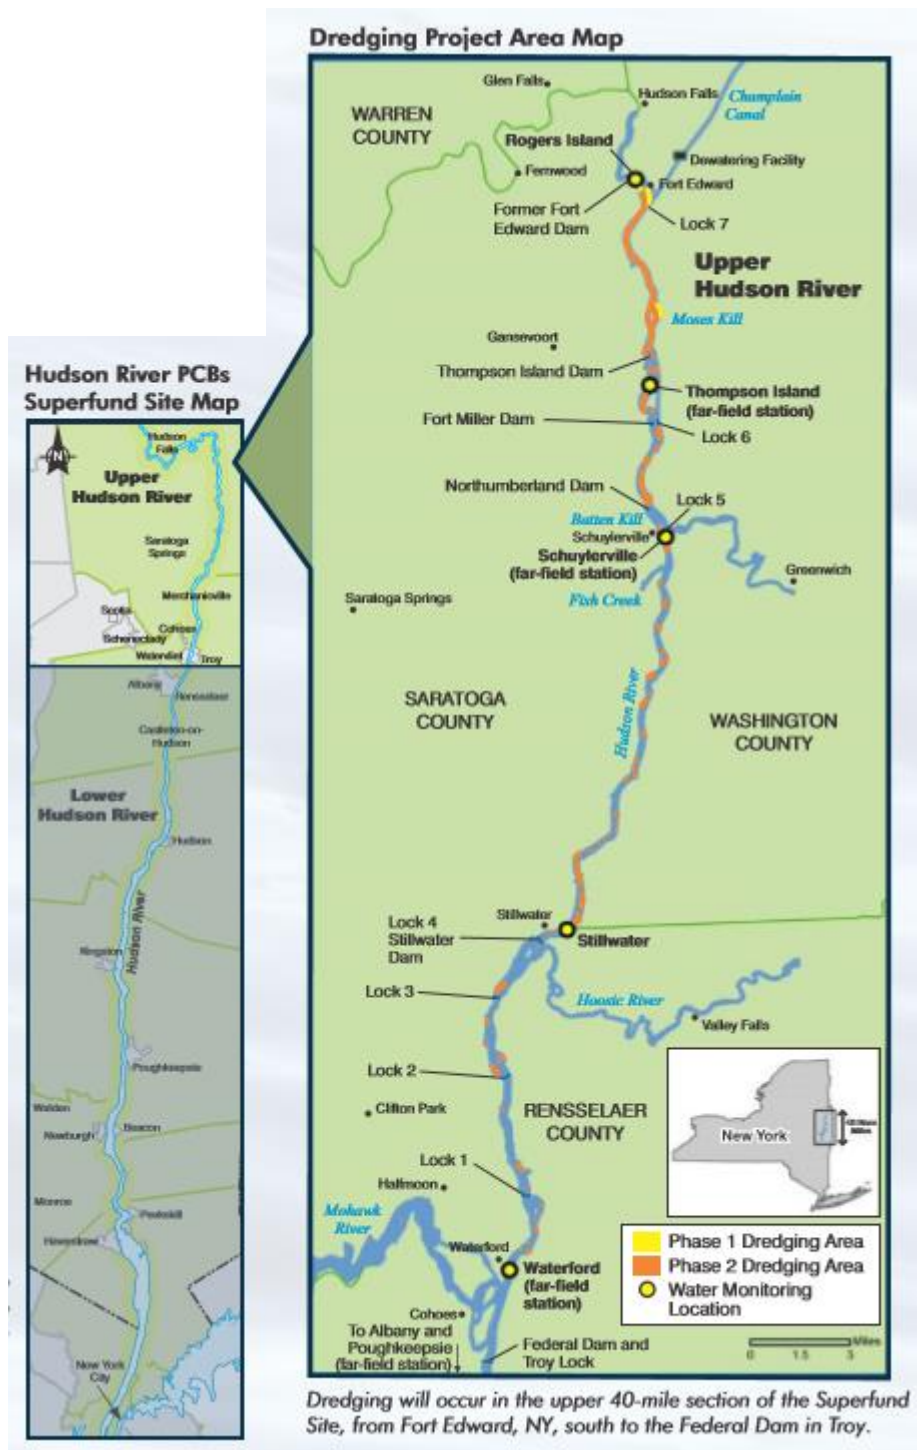 Dredging Project Area Map
Glen Falls
Hudson Falls
Champlain
Canal
WARREN
COUNTY
Rogers Island
Dewatering Facility
Fernwood
Fort Edward
Former Fort
Edward Dam
Lock 7
Upper
Hudson River
Moses Kill
Gansevoort
Thompson Island Dam
Thompson Island
(far-field station)
Fort Miller Dam
Lock 6
Northumberland Dam
Lock 5
Batten Kill
Schuylerville
Schuylerville
(far-field station)
Greenwich
Fish Creek
Saratoga Springs
SARATOGA
COUNTY
Hudson River
WASHINGTON
COUNTY
Stillwater
Lock 4
Stillwater
Dam
Stillwater
Lock 3
Hoosic River
Valley Falls
Lock 2
Clifton Park
RENSSELAER
COUNTY
New York
Lock 1
Halfmoon
Mohawk
River
Waterford
Waterford
(far-field
station)
Cohoes
To Albany and
Poughkeepsie
(far-field station)
Federal Dam and
Troy Lock
Phase 1 Dredging Area
Phase 2 Dredging Area
Water Monitoring
Location
Miles
0 1.5 3
Dredging will occur in the upper 40-mile section of the Superfund
Site, from Fort Edward, NY, south to the Federal Dam in Troy.
Hudson River PCBs
Superfund Site Map
N
Hudson
Falls
Upper
Hudson River
Saratoga
Springs
Mechanicville
Scotia
Schenectady
Cohoes
Watervliet
Troy
Albany
Rensselaer
Castleton-on-
Hudson
Lower
Hudson River
Hudson
Hudson River
Kingston
Poughkeepsie
Walden
Newburgh
Beacon
Monroe
Peekskill
Haverstraw
New York
City